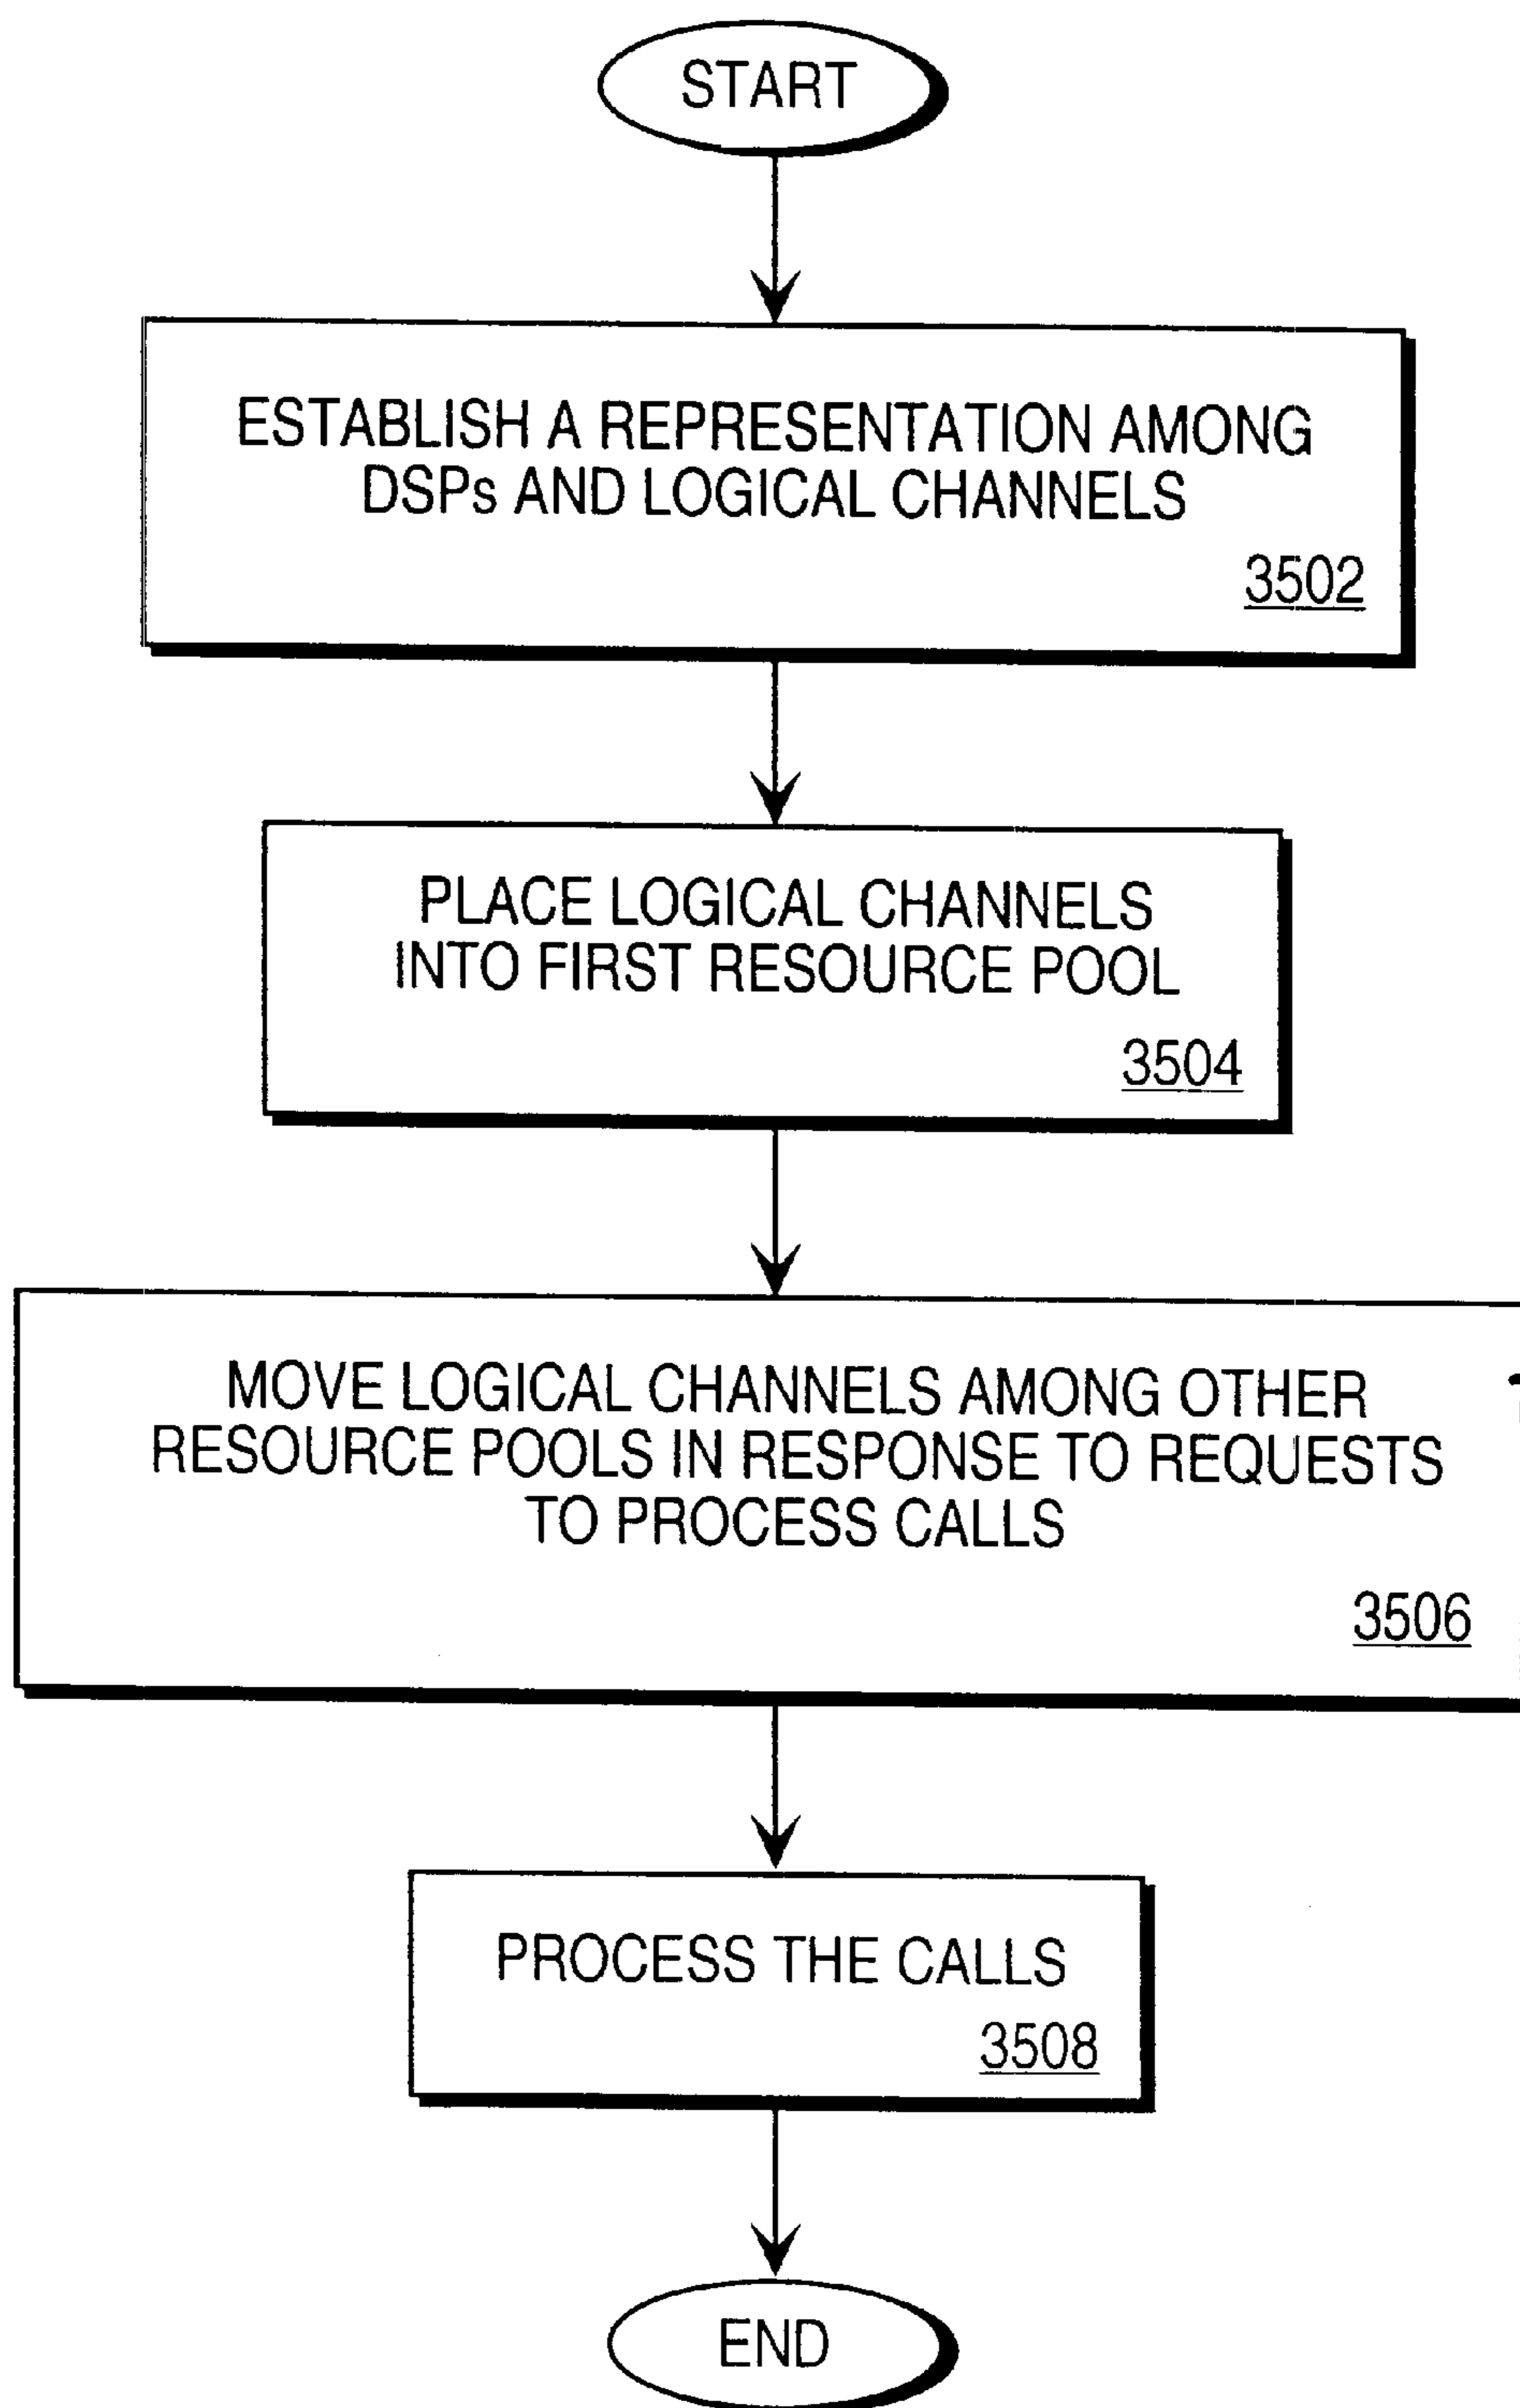 START
ESTABLISH A REPRESENTATION AMONG
DSPs AND LOGICAL CHANNELS
3502
PLACE LOGICAL CHANNELS
INTO FIRST RESOURCE POOL
3504
MOVE LOGICAL CHANNELS AMONG OTHER
RESOURCE POOLS IN RESPONSE TO REQUESTS
TO PROCESS CALLS
3506
PROCESS THE CALLS
3508
END